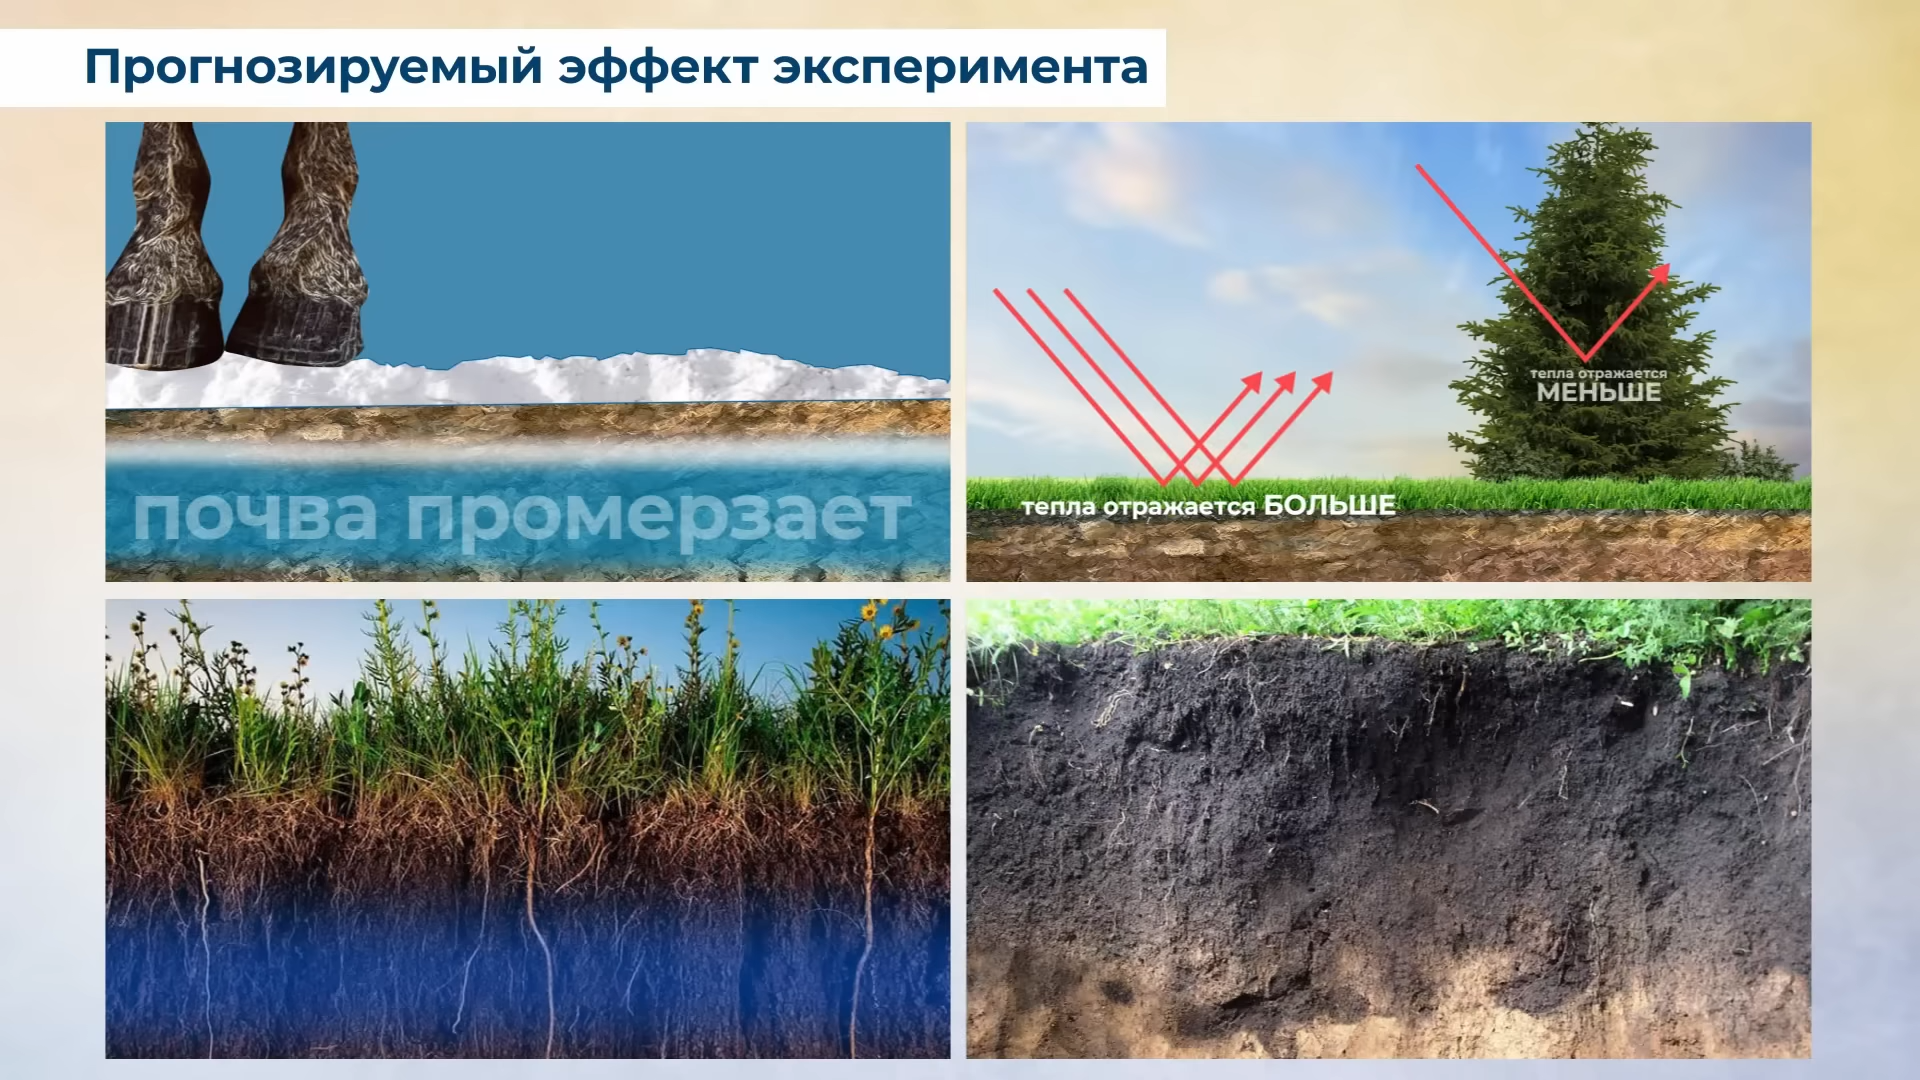 Прогнозируемый эффект эксперимента
почва промерзает
тепла отражается
МЕНЬШЕ
тепла отражается БОЛЬШЕ